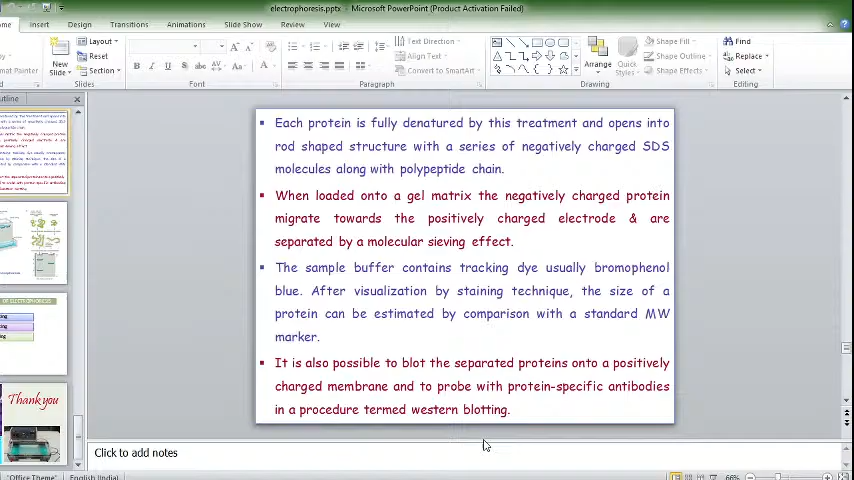 electrophoresis.pptx - Microsoft PowerPoint (Product Activation Failed)
Insert Design Transitions Animations Slide Show Review View
Layout
Reset
Section
New
Slide
Slides
Font
Paragraph
Text Direction
Align Text
Convert to SmartArt
Arrange
Quick
Styles
Shape Fill
Shape Outline
Shape Effects
Drawing
Find
Replace
Select
Editing
Each protein is fully denatured by this treatment and opens into
rod shaped structure with a series of negatively charged SDS
molecules along with polypeptide chain.
When loaded onto a gel matrix the negatively charged protein
migrate towards the positively charged electrode & are
separated by a molecular sieving effect.
The sample buffer contains tracking dye usually bromophenol
blue. After visualization by staining technique, the size of a
protein can be estimated by comparison with a standard MW
marker.
It is also possible to blot the separated proteins onto a positively
charged membrane and to probe with protein-specific antibodies
in a procedure termed western blotting.
Thank you
Click to add notes
"Office Theme" English (India)
66%